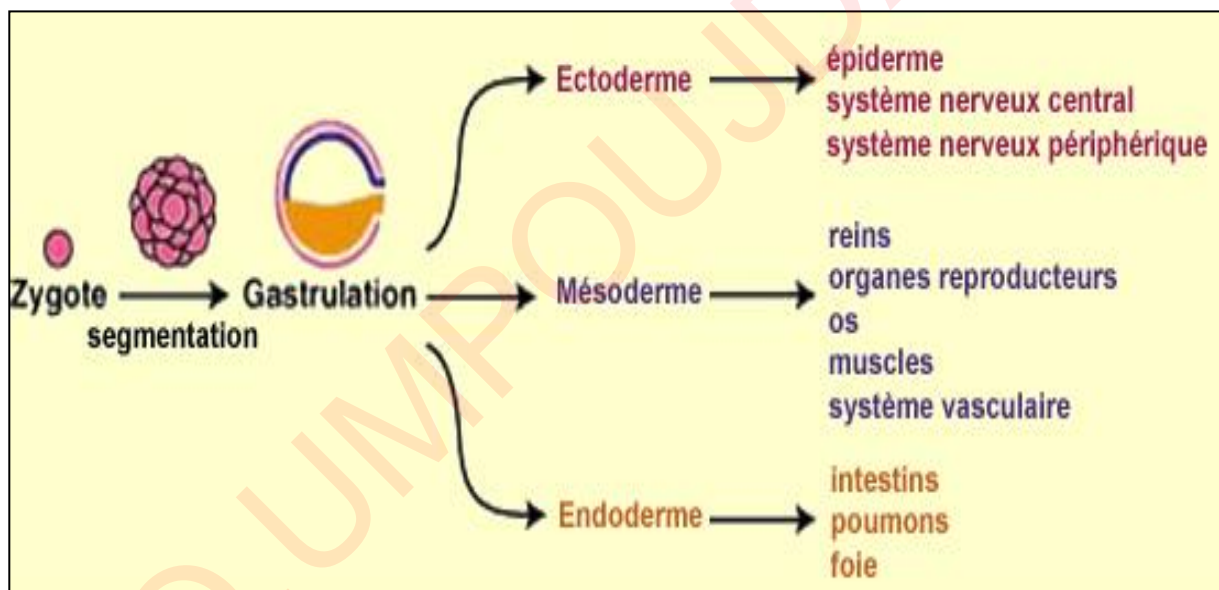 Zygote
segmentation
Gastrulation
Ectoderme
épiderme
système nerveux central
système nerveux périphérique
Mésoderme
reins
organes reproducteurs
os
muscles
système vasculaire
Endoderme
intestins
poumons
foie